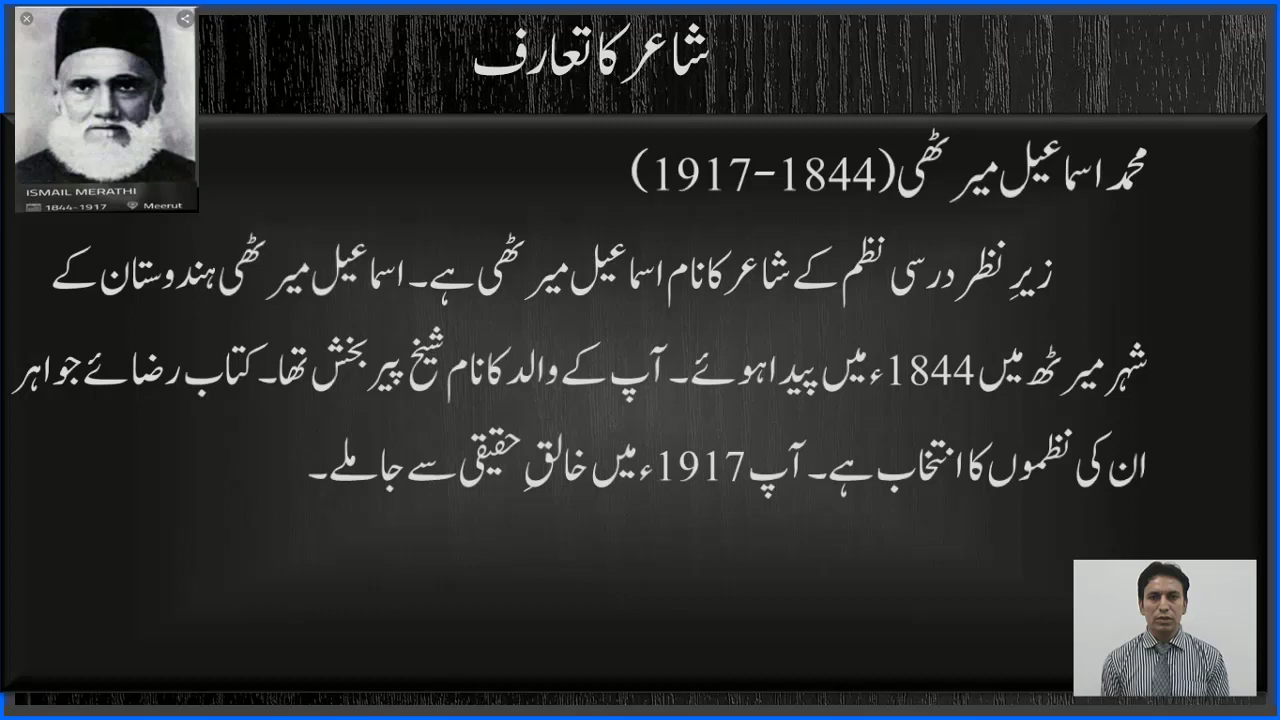 شاعر کا تعارف
ISMAIL MERATHI
1844-1917 Meerut
محمد اسماعیل میرٹھی (1844-1917)
زیرِ نظر درسی نظم کے شاعر کا نام اسماعیل میرٹھی ہے۔ اسماعیل میرٹھی ہندوستان کے
شہر میرٹھ میں 1844ء میں پیدا ہوئے۔ آپ کے والد کا نام شیخ پیر بخش تھا۔ کتاب رضائے جواہر
ان کی نظموں کا انتخاب ہے۔ آپ 1917ء میں خالقِ حقیقی سے جا ملے۔